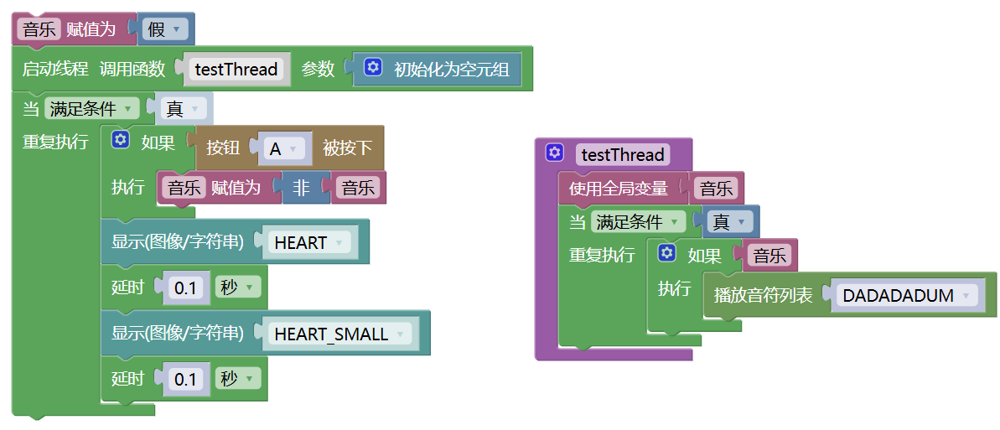 音乐 赋值为 假
启动线程 调用函数 testThread 参数 初始化为空元组
当 满足条件 真
重复执行 如果 按钮 A 被按下
执行 音乐 赋值为 非 音乐
显示(图像/字符串) HEART
延时 0.1 秒
显示(图像/字符串) HEART_SMALL
延时 0.1 秒
testThread
使用全局变量 音乐
当 满足条件 真
重复执行 如果 音乐
执行 播放音符列表 DADADADUM